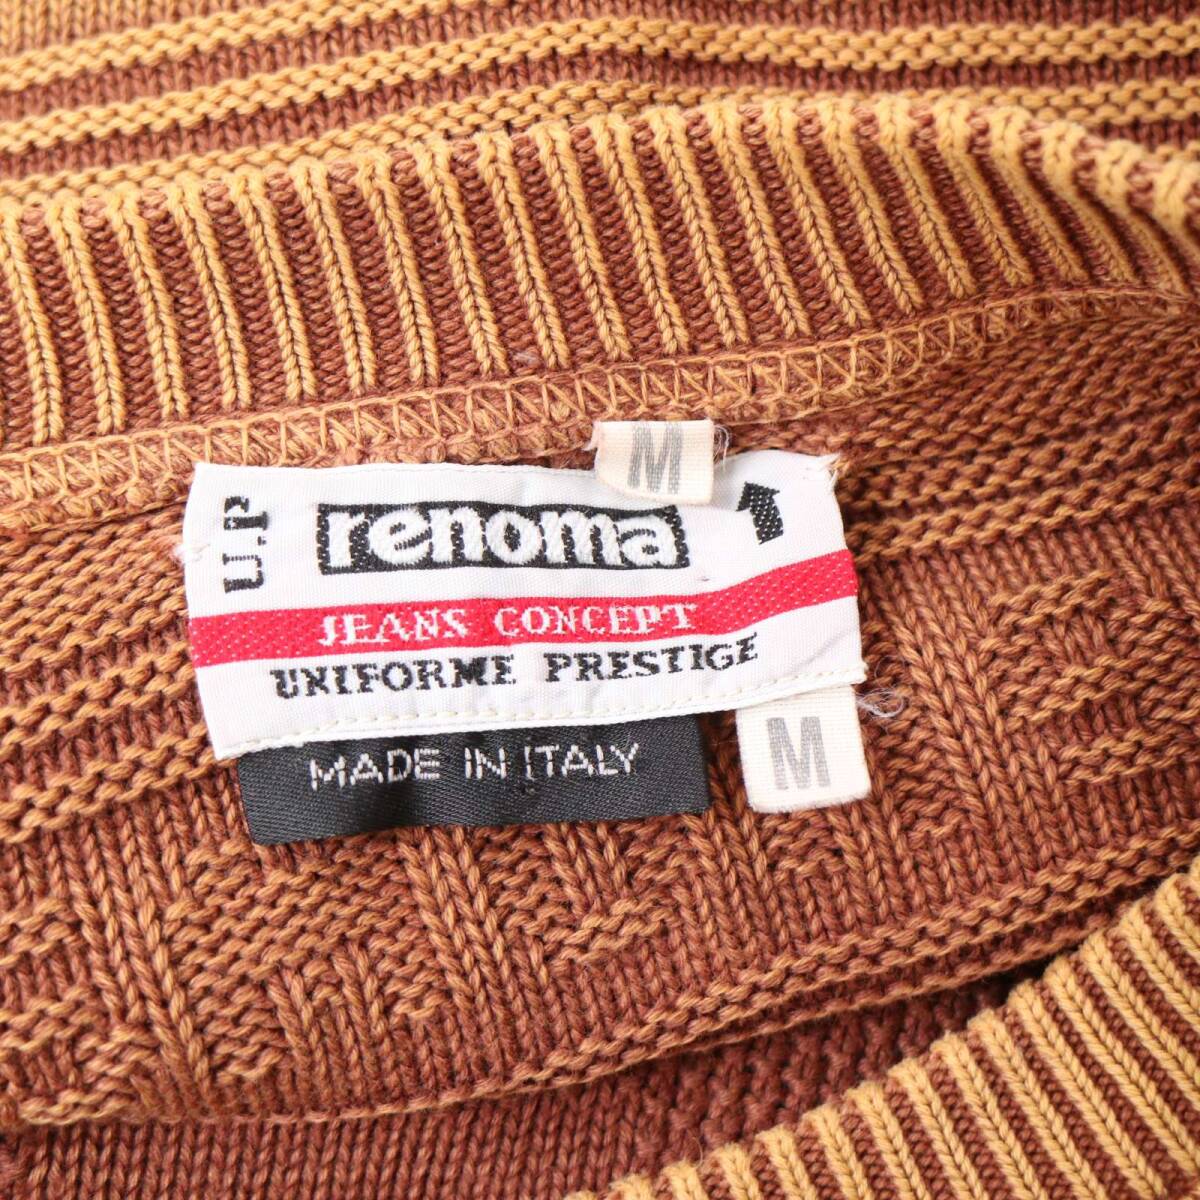 M
U.P
renoma
JEANS CONCEPT
UNIFORME PRESTIGE
MADE IN ITALY
M